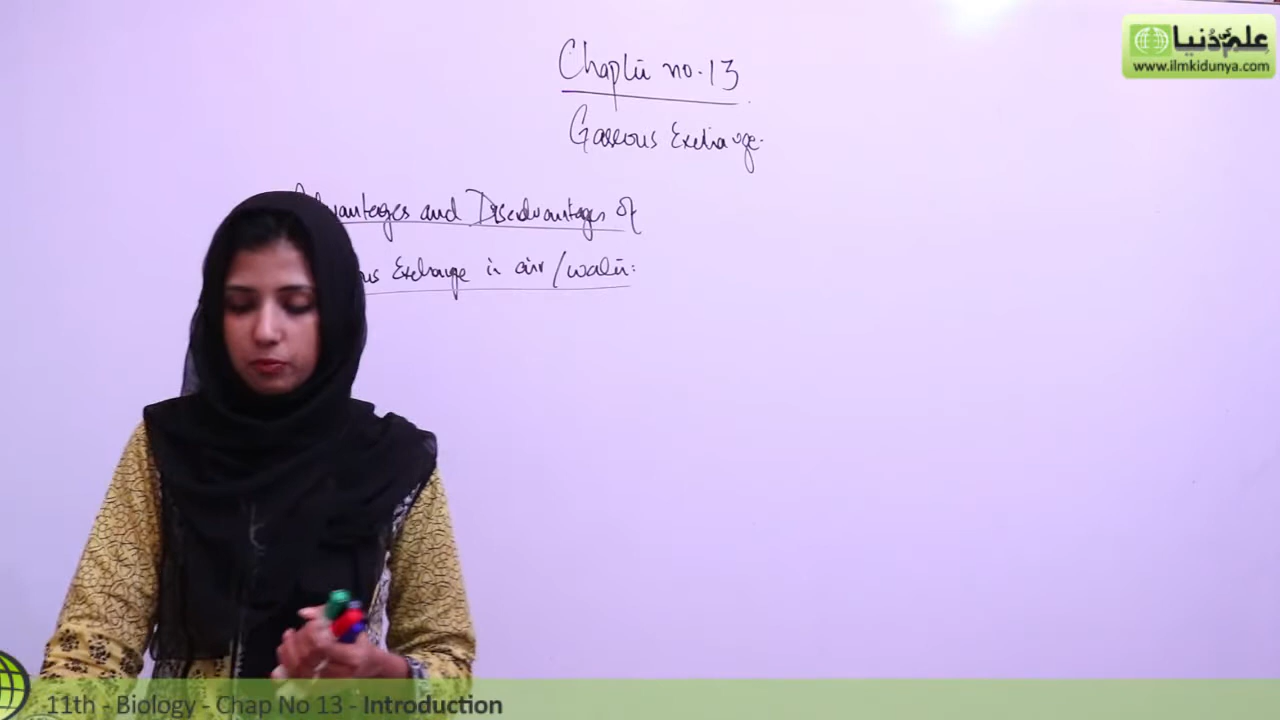 علم کی دنیا
www.ilmkidunya.com
Chapter no. 13
Gaseous Exchange.
Advantages and Disadvantages of
Exchange in air/water:
11th - Biology - Chap No 13 - Introduction